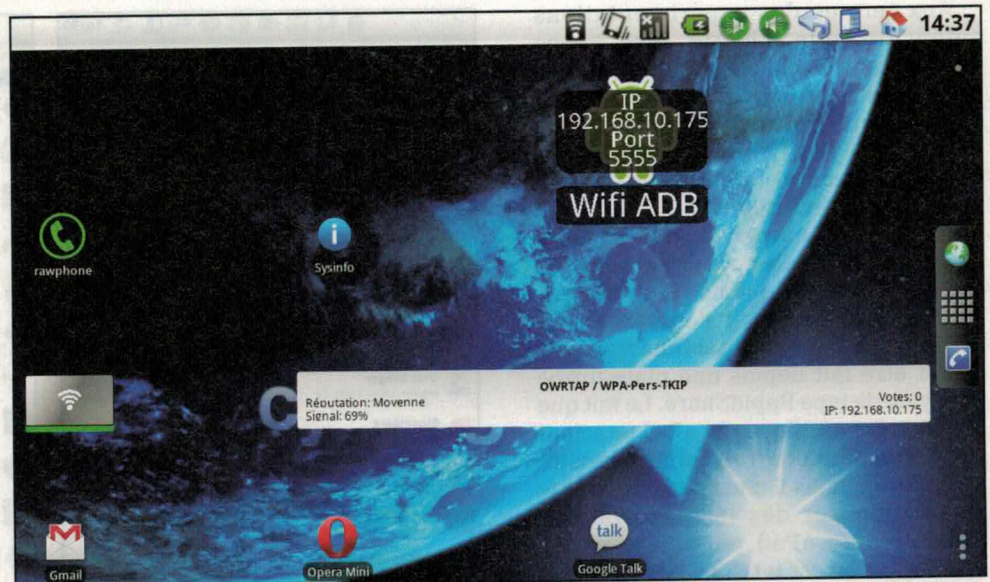 14:37
IP
192.168.10.175
Port
5555
Wifi ADB
rawphone
Sysinfo
OWRTAP / WPA-Pers-TKIP
Réputation: Moyenne
Votes: 0
Signal: 69%
IP: 192.168.10.175
Gmail
Opera Mini
talk
Google Talk